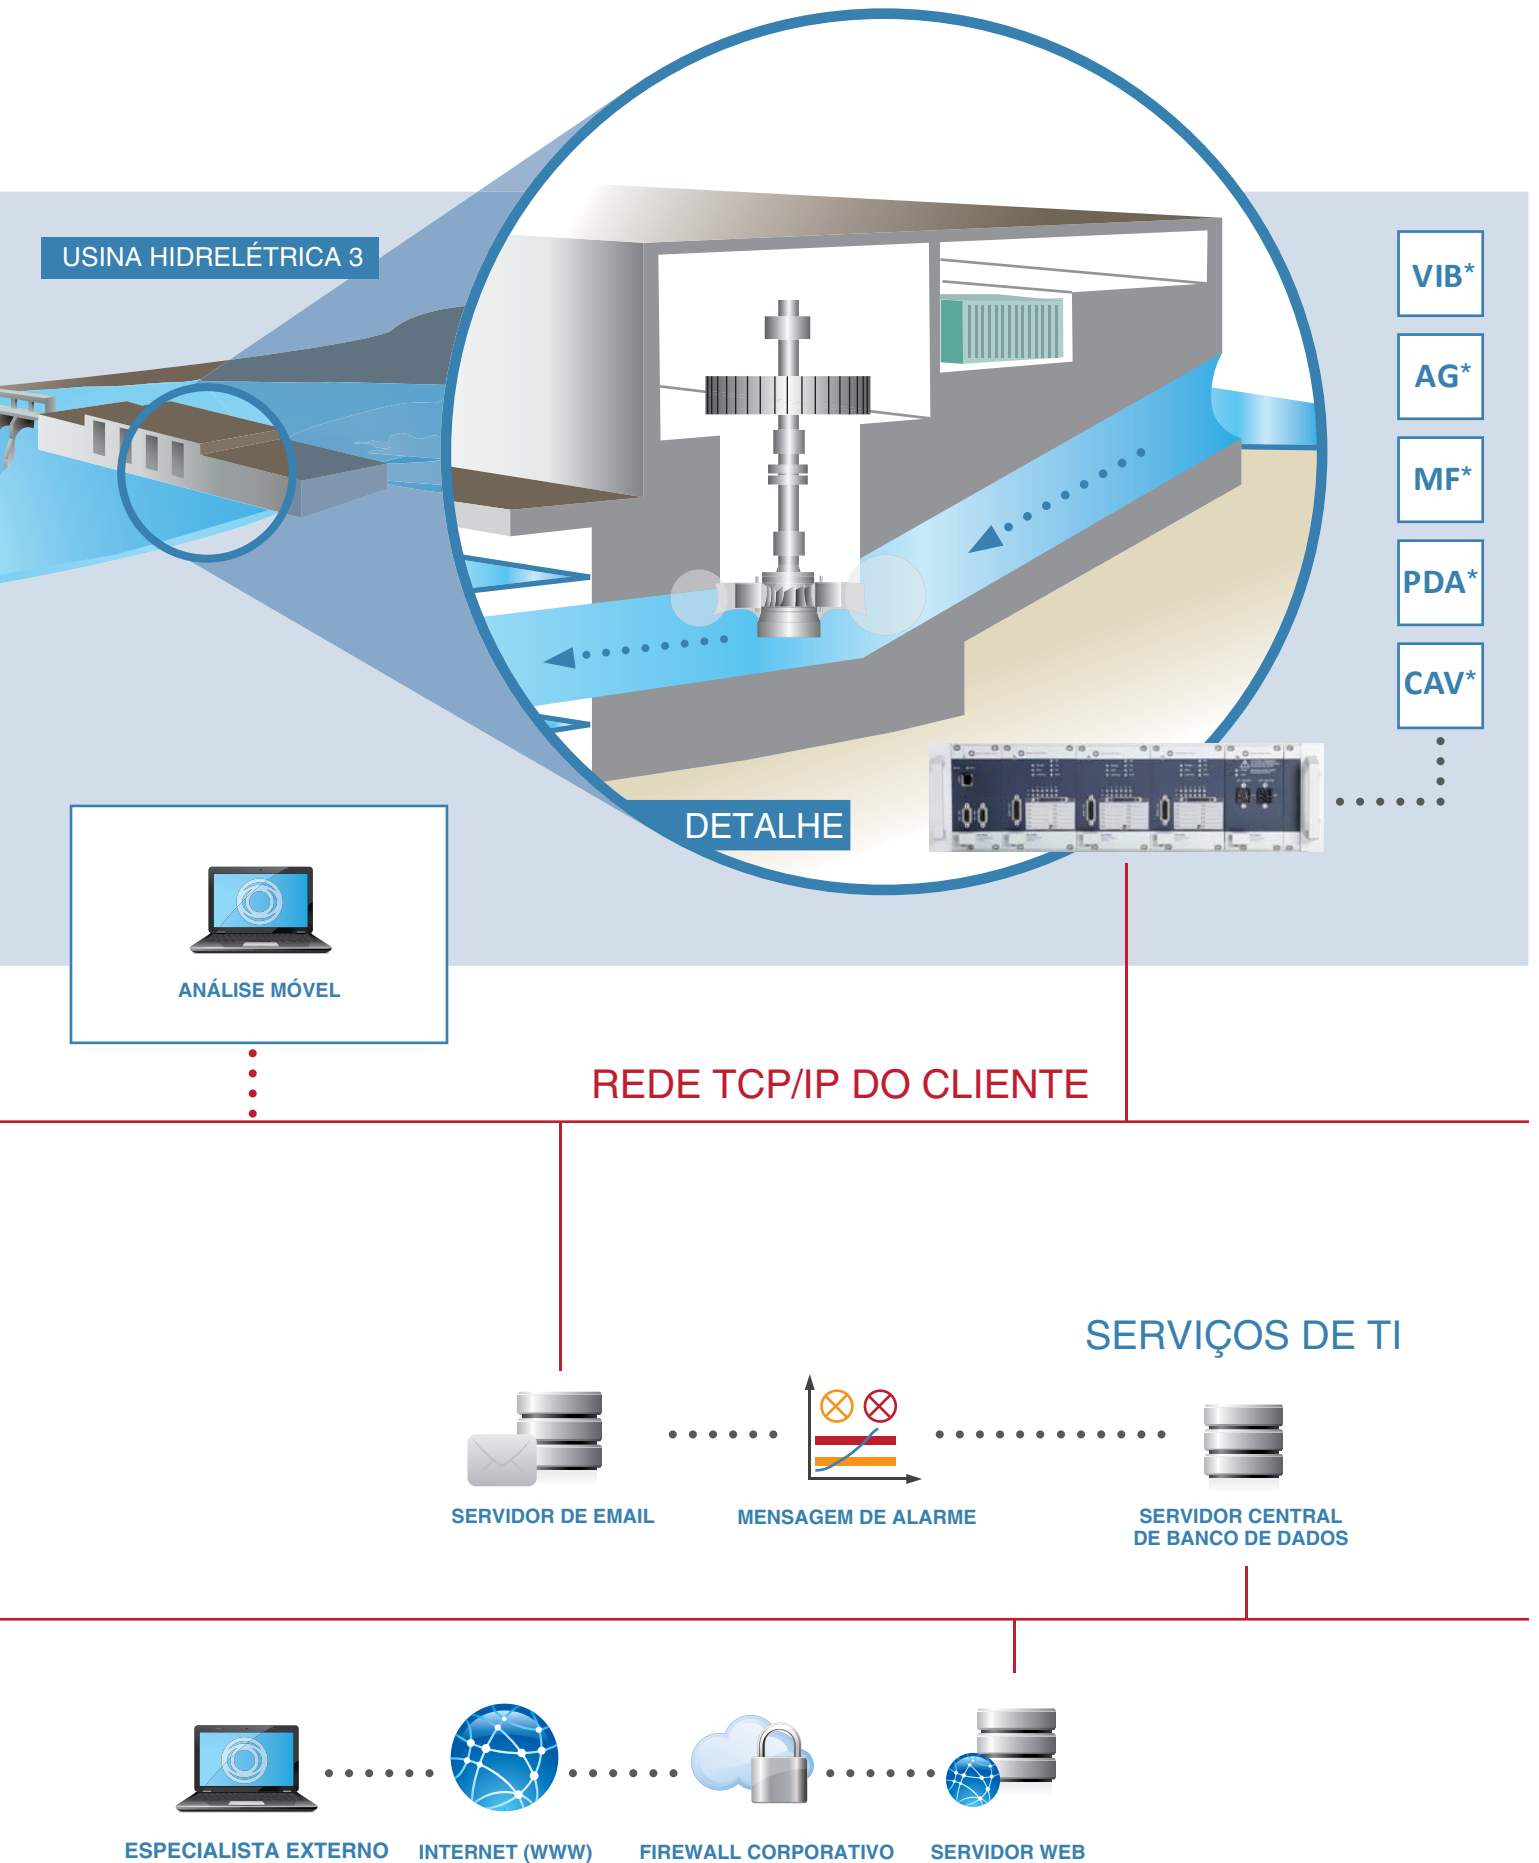 USINA HIDRELÉTRICA 3
VIB*
AG*
MF*
PDA*
CAV*
DETALHE
ANÁLISE MÓVEL
REDE TCP/IP DO CLIENTE
SERVIÇOS DE TI
SERVIDOR DE EMAIL
MENSAGEM DE ALARME
SERVIDOR CENTRAL
DE BANCO DE DADOS
ESPECIALISTA EXTERNO
INTERNET (WWW)
FIREWALL CORPORATIVO
SERVIDOR WEB